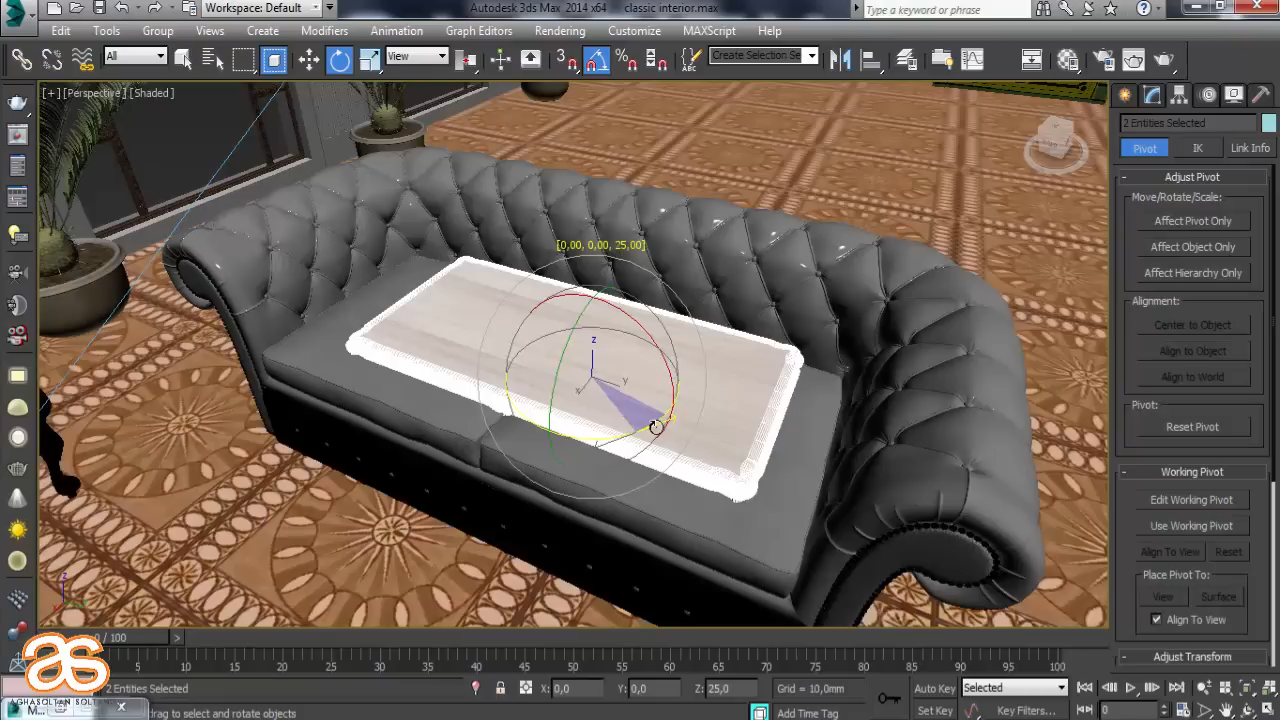 Workspace: Default
Autodesk 3ds Max 2014 x64 classic interior.max
Type a keyword or phrase
Edit Tools Group Views Create Modifiers Animation Graph Editors Rendering Customize MAXScript Help
All
View
3
Create Selection Se
[+] [Perspective] [Shaded]
2 Entities Selected
Pivot IK Link Info
Adjust Pivot
Move/Rotate/Scale:
Affect Pivot Only
Affect Object Only
Affect Hierarchy Only
Alignment:
Center to Object
Align to Object
Align to World
Pivot:
Reset Pivot
Working Pivot
Edit Working Pivot
Use Working Pivot
Align To View Reset
Place Pivot To:
View Surface
Align To View
Adjust Transform
[0,00, 0,00, 25,00]
z
x
y
z
0 / 100
5 10 15 20 25 30 35 40 45 50 55 60 65 70 75 80 85 90 95 100
2 Entities Selected
X: 0,0 Y: 0,0 Z: 25,0 Grid = 10,0mm
Auto Key Selected
drag to select and rotate objects
Add Time Tag
Set Key Key Filters...
0
as
AGHASOLTAN SOLTAN
M...